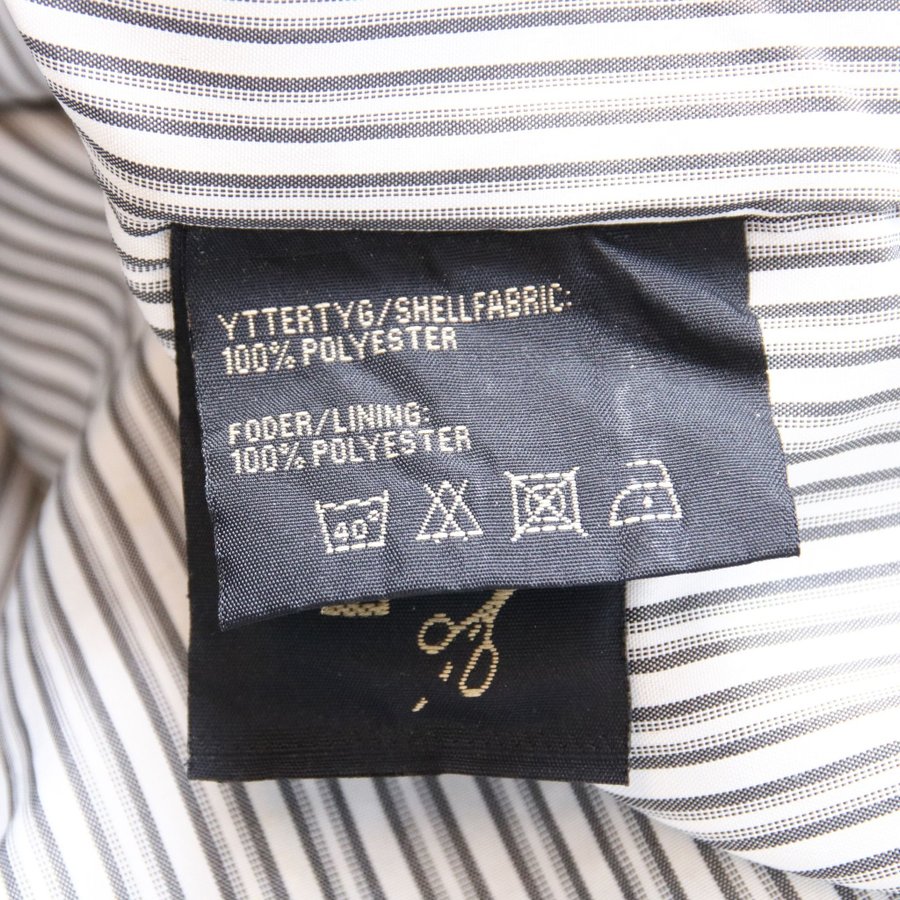 YTTERTYG/SHELLFABRIC:
100% POLYESTER
FODER/LINING:
100% POLYESTER
40°